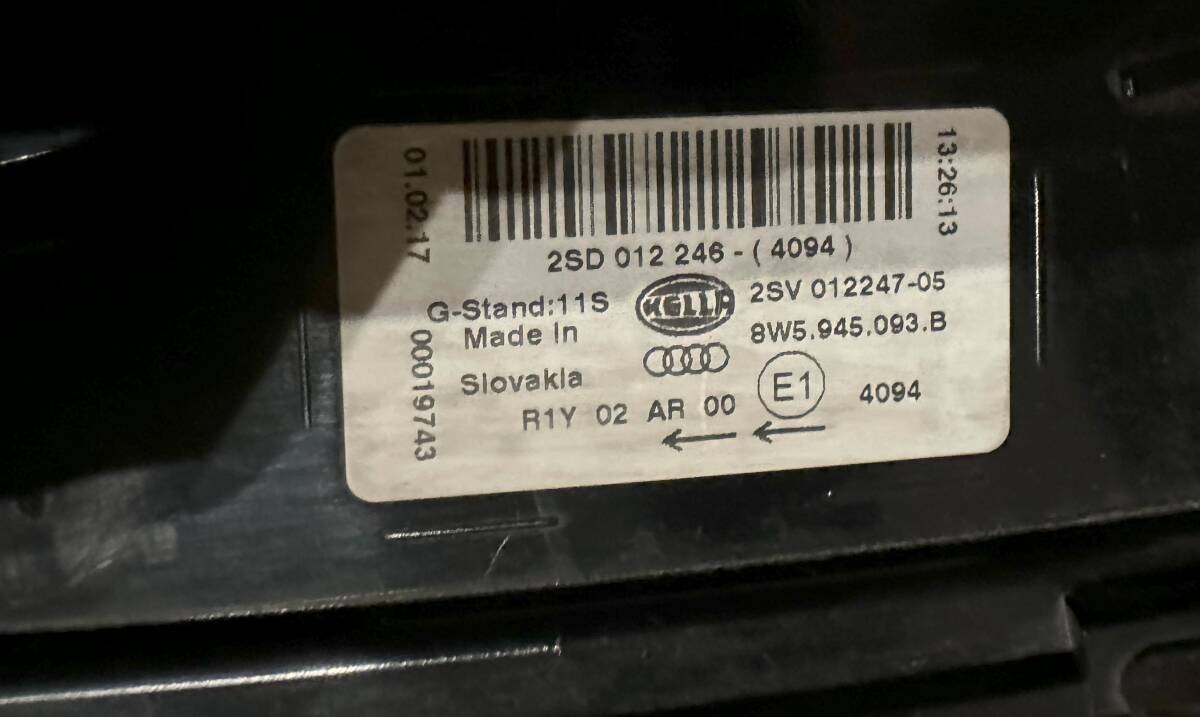 01.02.17
13:26:13
2SD 012 246 - ( 4094 )
G-Stand:11S
HELLA
2SV 012247-05
Made In
8W5.945.093.B
Slovakia
00019743
R1Y 02 AR 00
E1
4094